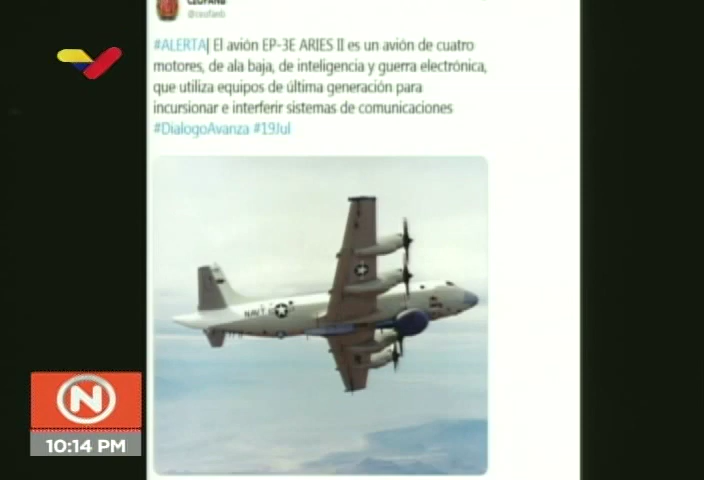 CEOFANB
@ceofanb
#ALERTA| El avión EP-3E ARIES II es un avión de cuatro
motores, de ala baja, de inteligencia y guerra electrónica,
que utiliza equipos de última generación para
incursionar e interferir sistemas de comunicaciones
#DialogoAvanza #19Jul
NAVY
N
10:14 PM